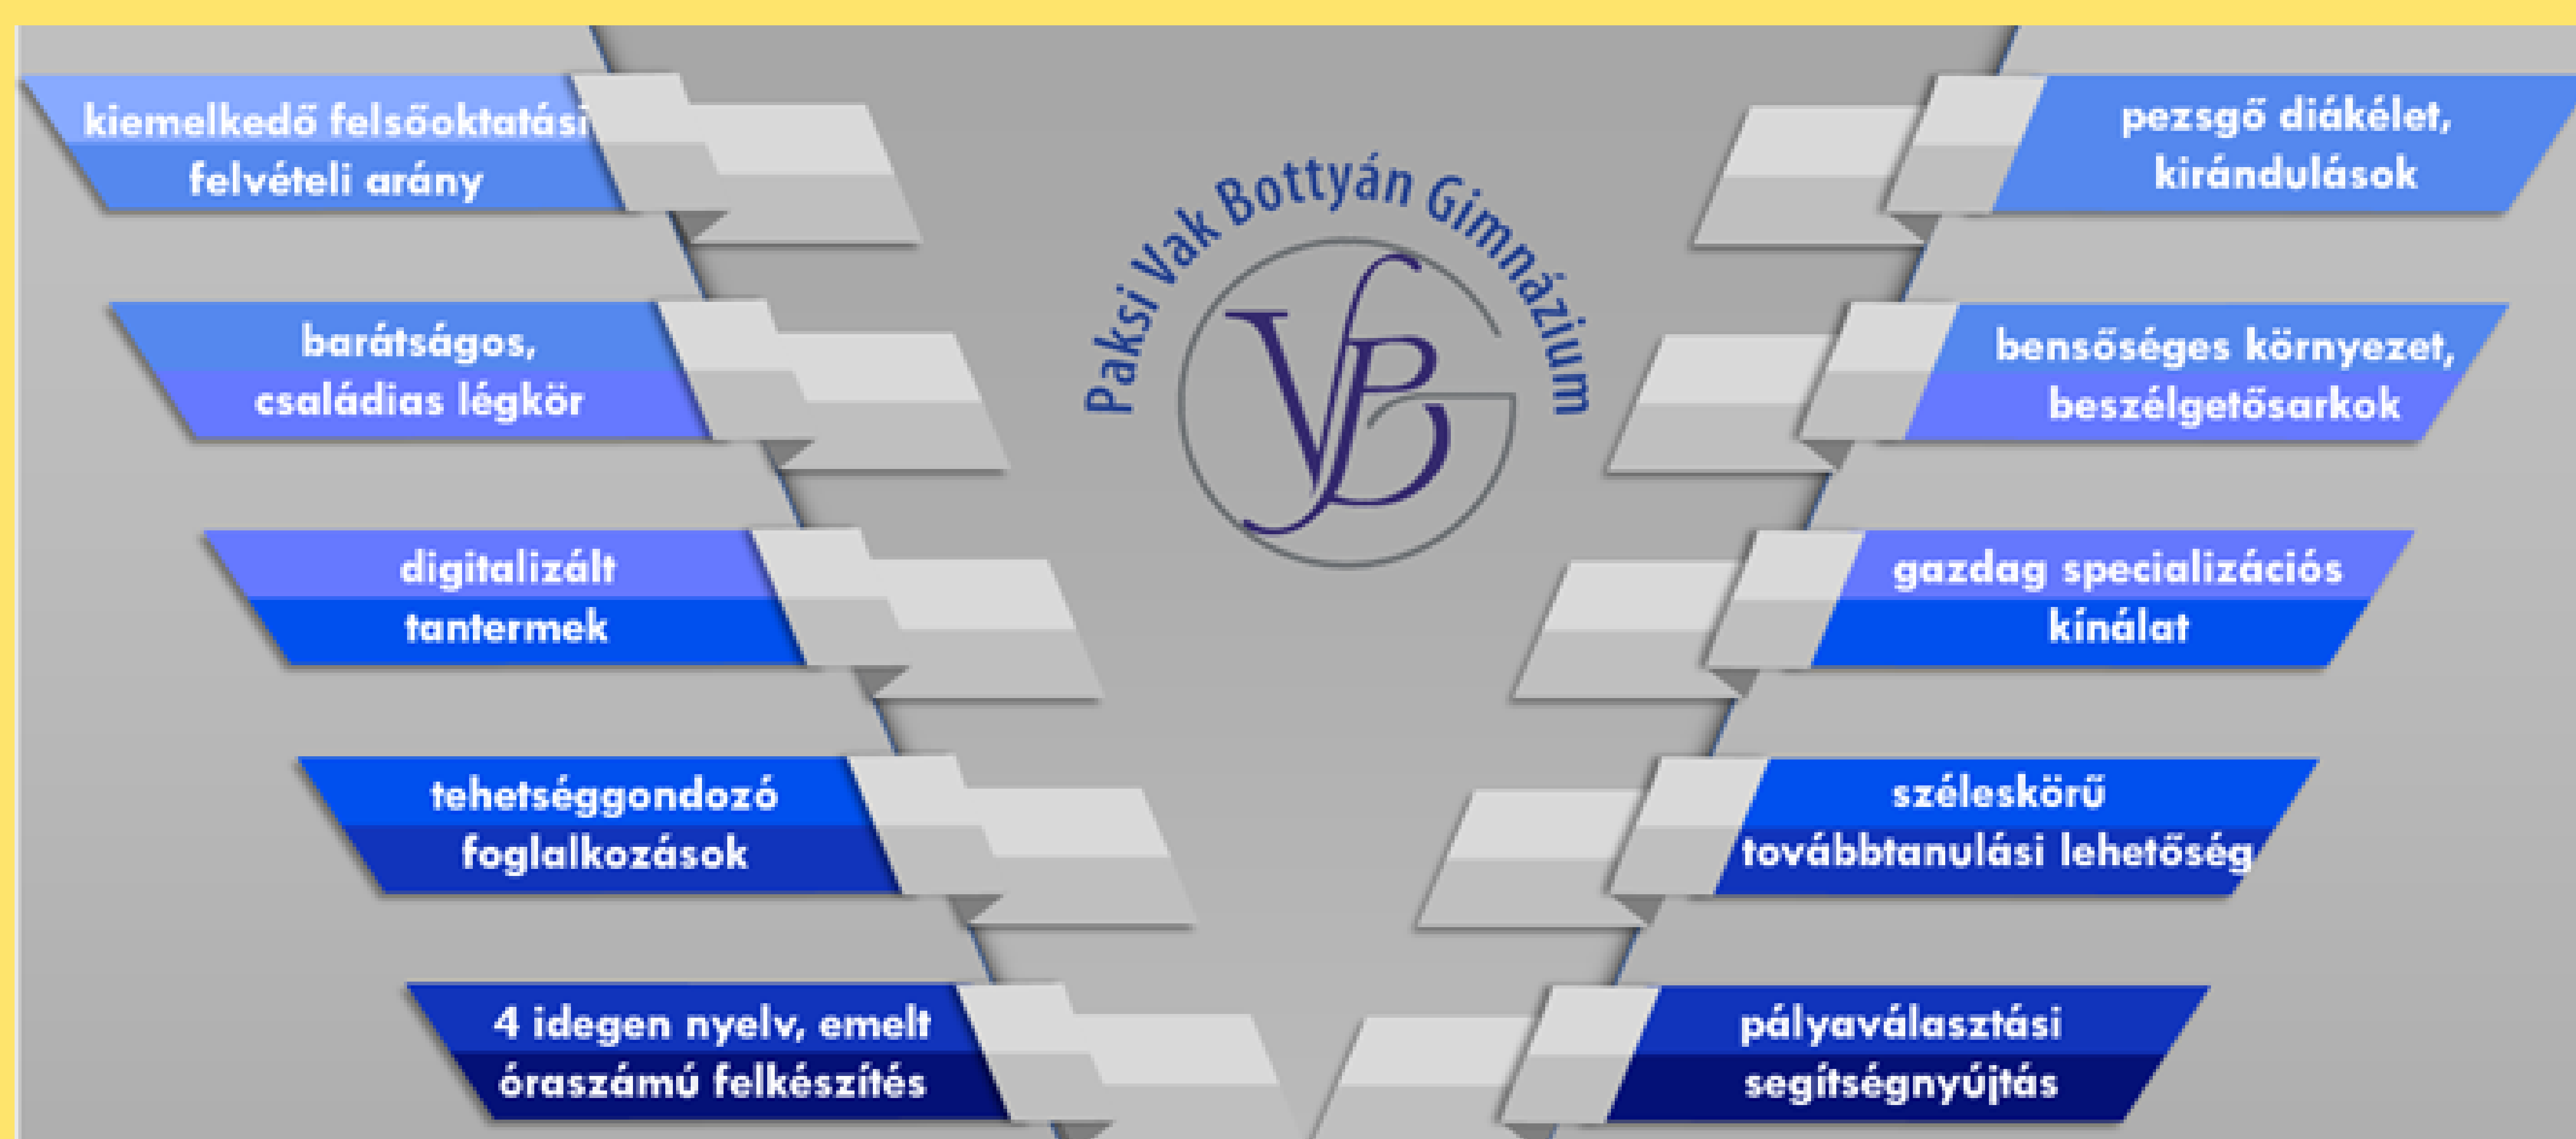 Paksi Vak Bottyán Gimnázium
VBG
kiemelkedő felsőoktatási
felvételi arány
barátságos,
családias légkör
digitalizált
tantermek
tehetséggondozó
foglalkozások
4 idegen nyelv, emelt
óraszámú felkészítés
pezsgő diákélet,
kirándulások
bensőséges környezet,
beszélgetősarkok
gazdag specializációs
kínálat
széleskörű
továbbtanulási lehetőség
pályaválasztási
segítségnyújtás